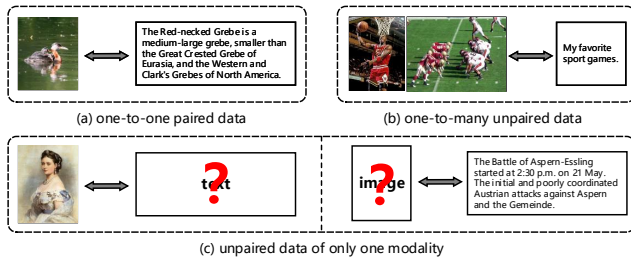 The Red-necked Grebe is a
medium-large grebe, smaller than
the Great Crested Grebe of
Eurasia, and the Western and
Clark's Grebes of North America.
My favorite
sport games.
(a) one-to-one paired data
(b) one-to-many unpaired data
text
?
image
?
The Battle of Aspern-Essling
started at 2:30 p.m. on 21 May.
The initial and poorly coordinated
Austrian attacks against Aspern
and the Gemeinde.
(c) unpaired data of only one modality